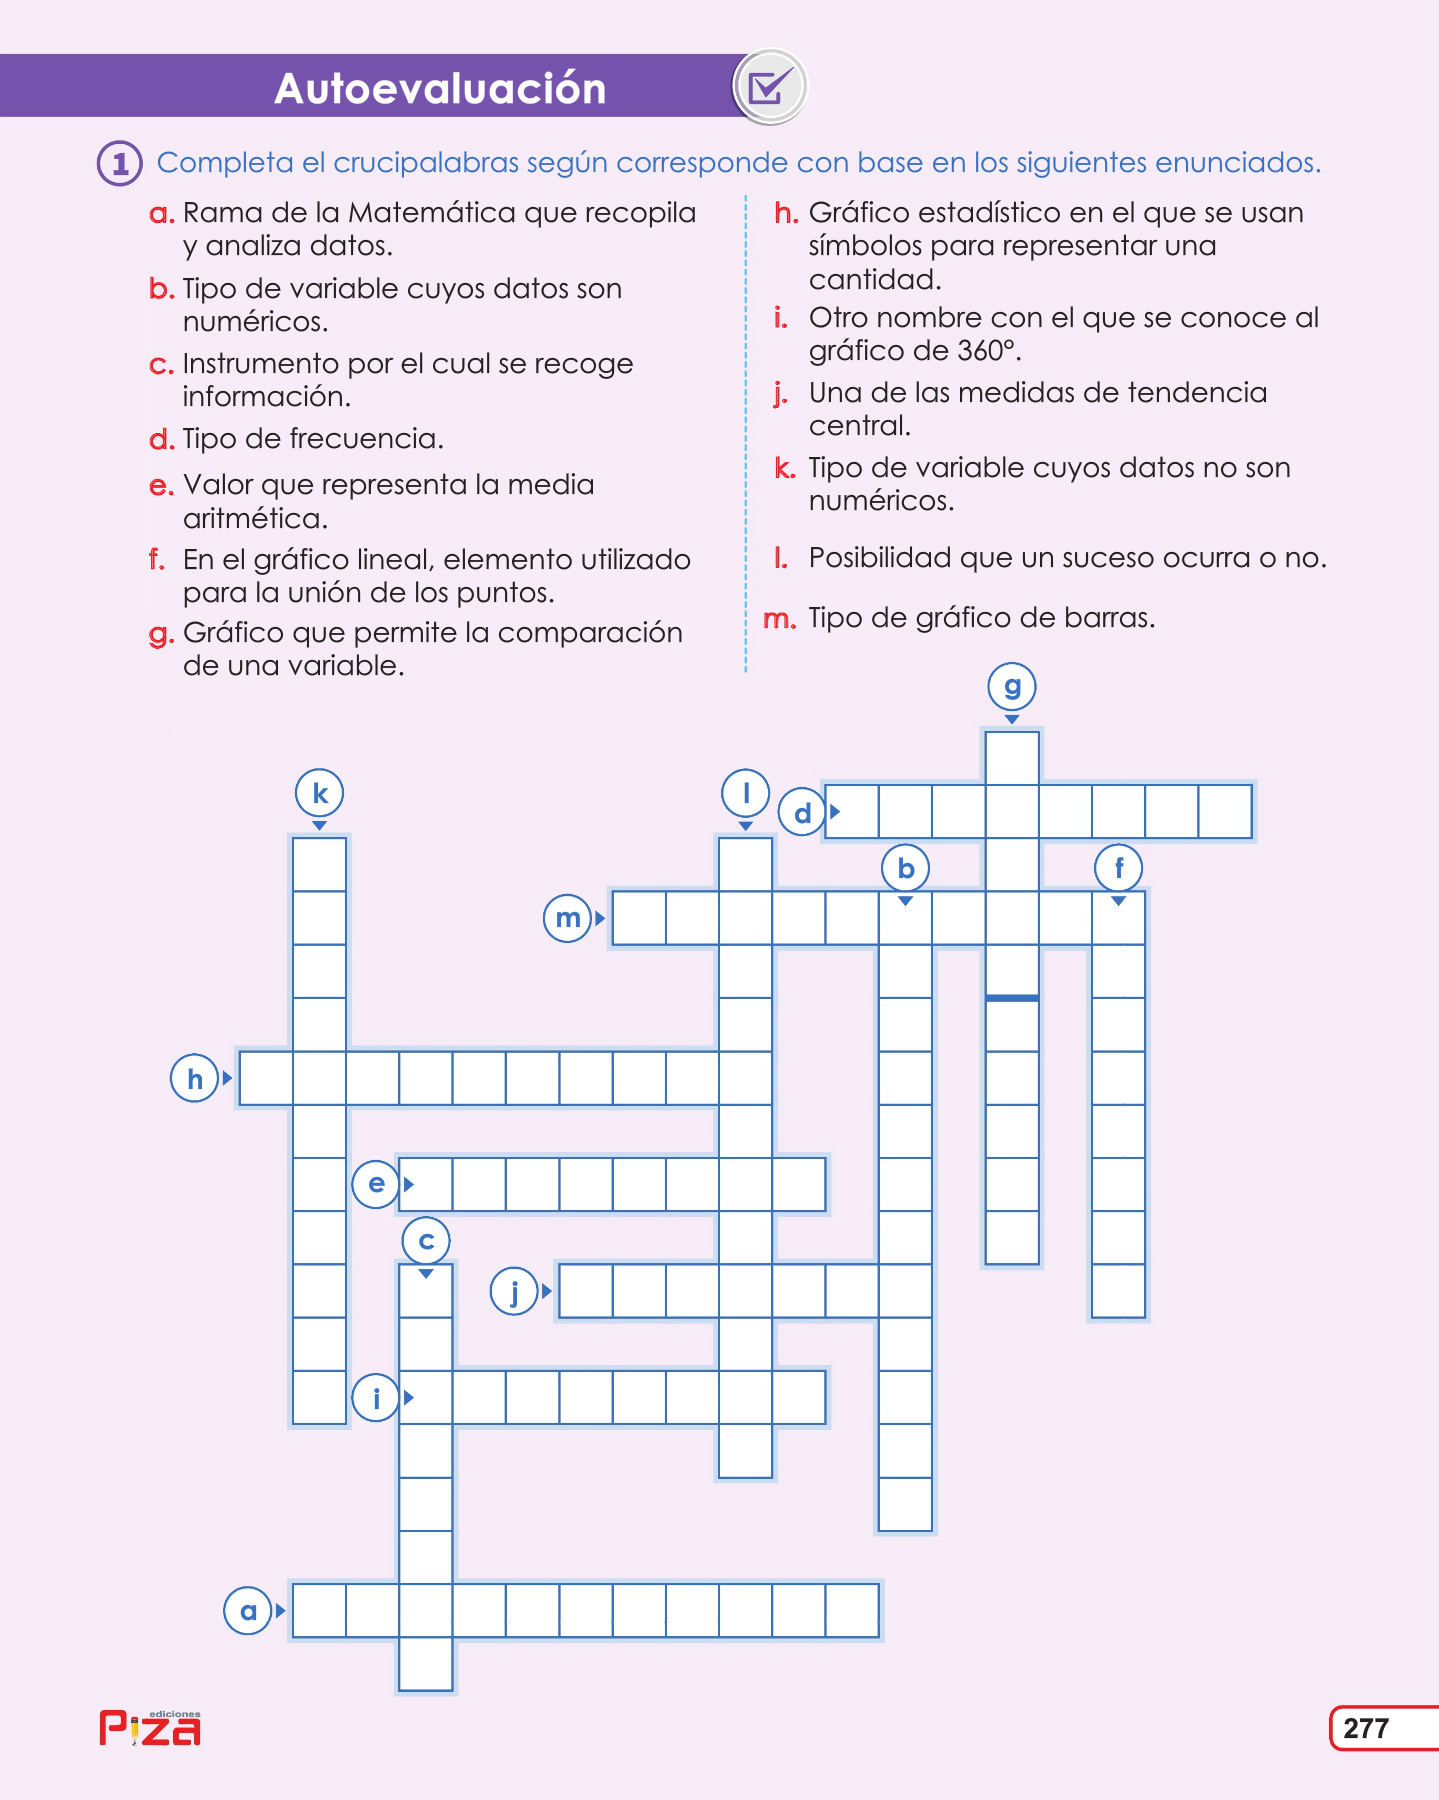 Autoevaluación
1 Completa el crucipalabras según corresponde con base en los siguientes enunciados.
a. Rama de la Matemática que recopila
y analiza datos.
b. Tipo de variable cuyos datos son
numéricos.
c. Instrumento por el cual se recoge
información.
d. Tipo de frecuencia.
e. Valor que representa la media
aritmética.
f. En el gráfico lineal, elemento utilizado
para la unión de los puntos.
g. Gráfico que permite la comparación
de una variable.
h. Gráfico estadístico en el que se usan
símbolos para representar una
cantidad.
i. Otro nombre con el que se conoce al
gráfico de 360°.
j. Una de las medidas de tendencia
central.
k. Tipo de variable cuyos datos no son
numéricos.
l. Posibilidad que un suceso ocurra o no.
m. Tipo de gráfico de barras.
g
k
l
d
b
f
m
h
e
c
j
i
a
ediciones
Piza
277